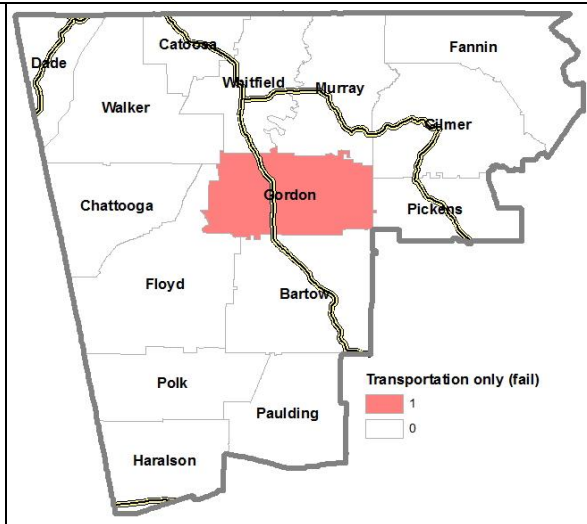 Fannin
Catoosa
Dade
Whitfield
Murray
Walker
Gilmer
Gordon
Chattooga
Pickens
Floyd
Bartow
Transportation only (fail)
Polk
1
Paulding
0
Haralson